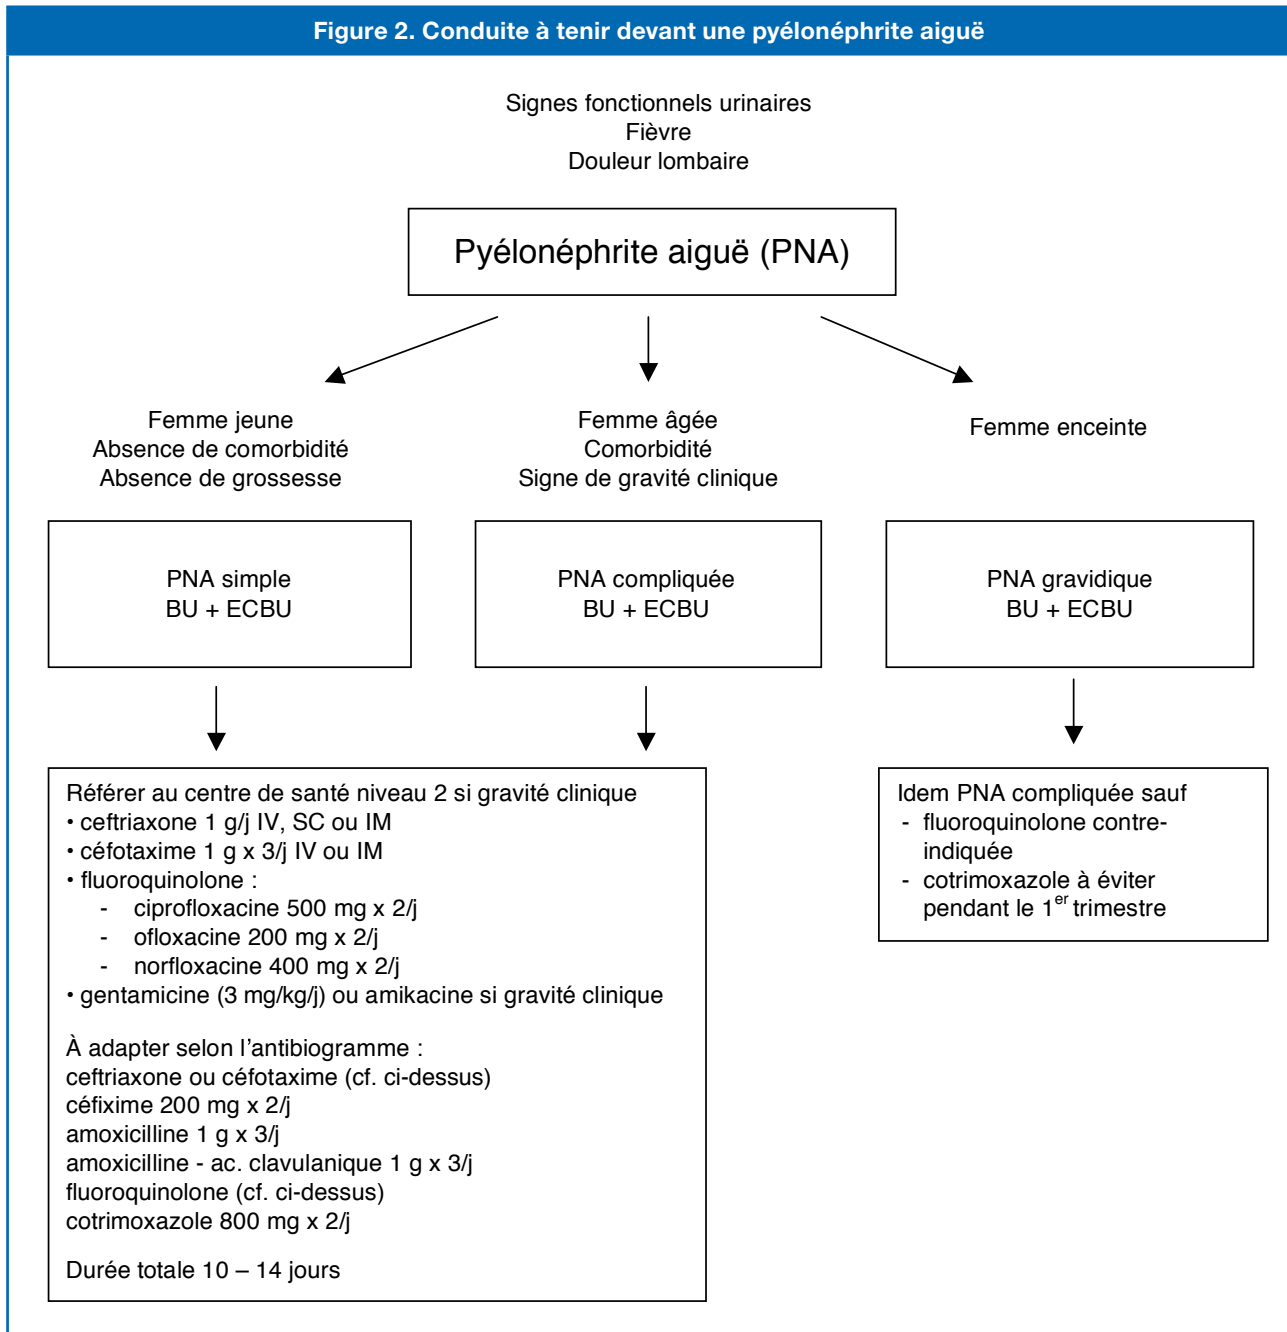 Figure 2. Conduite à tenir devant une pyélonéphrite aiguë
Signes fonctionnels urinaires
Fièvre
Douleur lombaire
Pyélonéphrite aiguë (PNA)
Femme jeune
Absence de comorbidité
Absence de grossesse
Femme âgée
Comorbidité
Signe de gravité clinique
Femme enceinte
PNA simple
BU + ECBU
PNA compliquée
BU + ECBU
PNA gravidique
BU + ECBU
Référer au centre de santé niveau 2 si gravité clinique
• ceftriaxone 1 g/j IV, SC ou IM
• céfotaxime 1 g x 3/j IV ou IM
• fluoroquinolone :
- ciprofloxacine 500 mg x 2/j
- ofloxacine 200 mg x 2/j
- norfloxacine 400 mg x 2/j
• gentamicine (3 mg/kg/j) ou amikacine si gravité clinique
À adapter selon l'antibiogramme :
ceftriaxone ou céfotaxime (cf. ci-dessus)
céfixime 200 mg x 2/j
amoxicilline 1 g x 3/j
amoxicilline - ac. clavulanique 1 g x 3/j
fluoroquinolone (cf. ci-dessus)
cotrimoxazole 800 mg x 2/j
Durée totale 10 – 14 jours
Idem PNA compliquée sauf
- fluoroquinolone contre-
indiquée
- cotrimoxazole à éviter
pendant le 1er trimestre